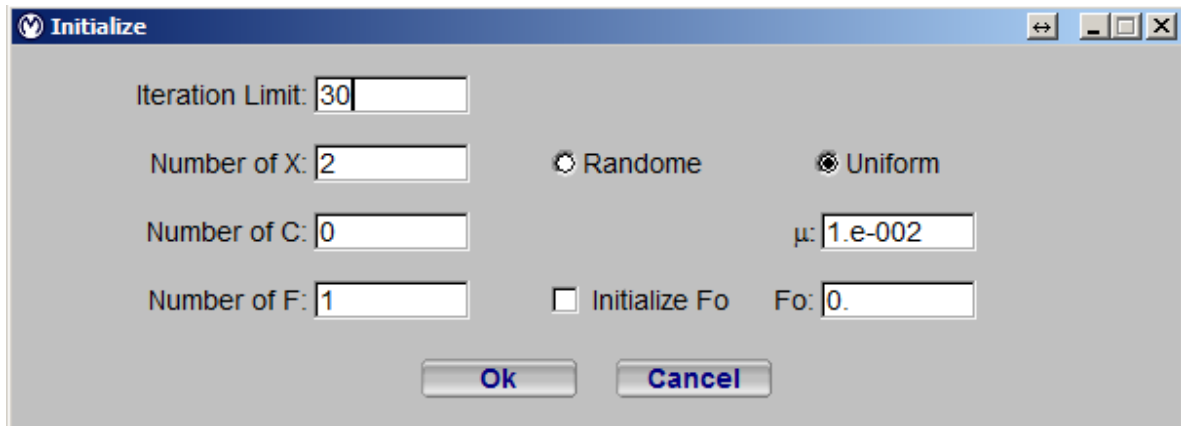 Initialize
Iteration Limit: 30
Number of X: 2 Randome Uniform
Number of C: 0 μ: 1.e-002
Number of F: 1 Initialize Fo Fo: 0.
Ok Cancel